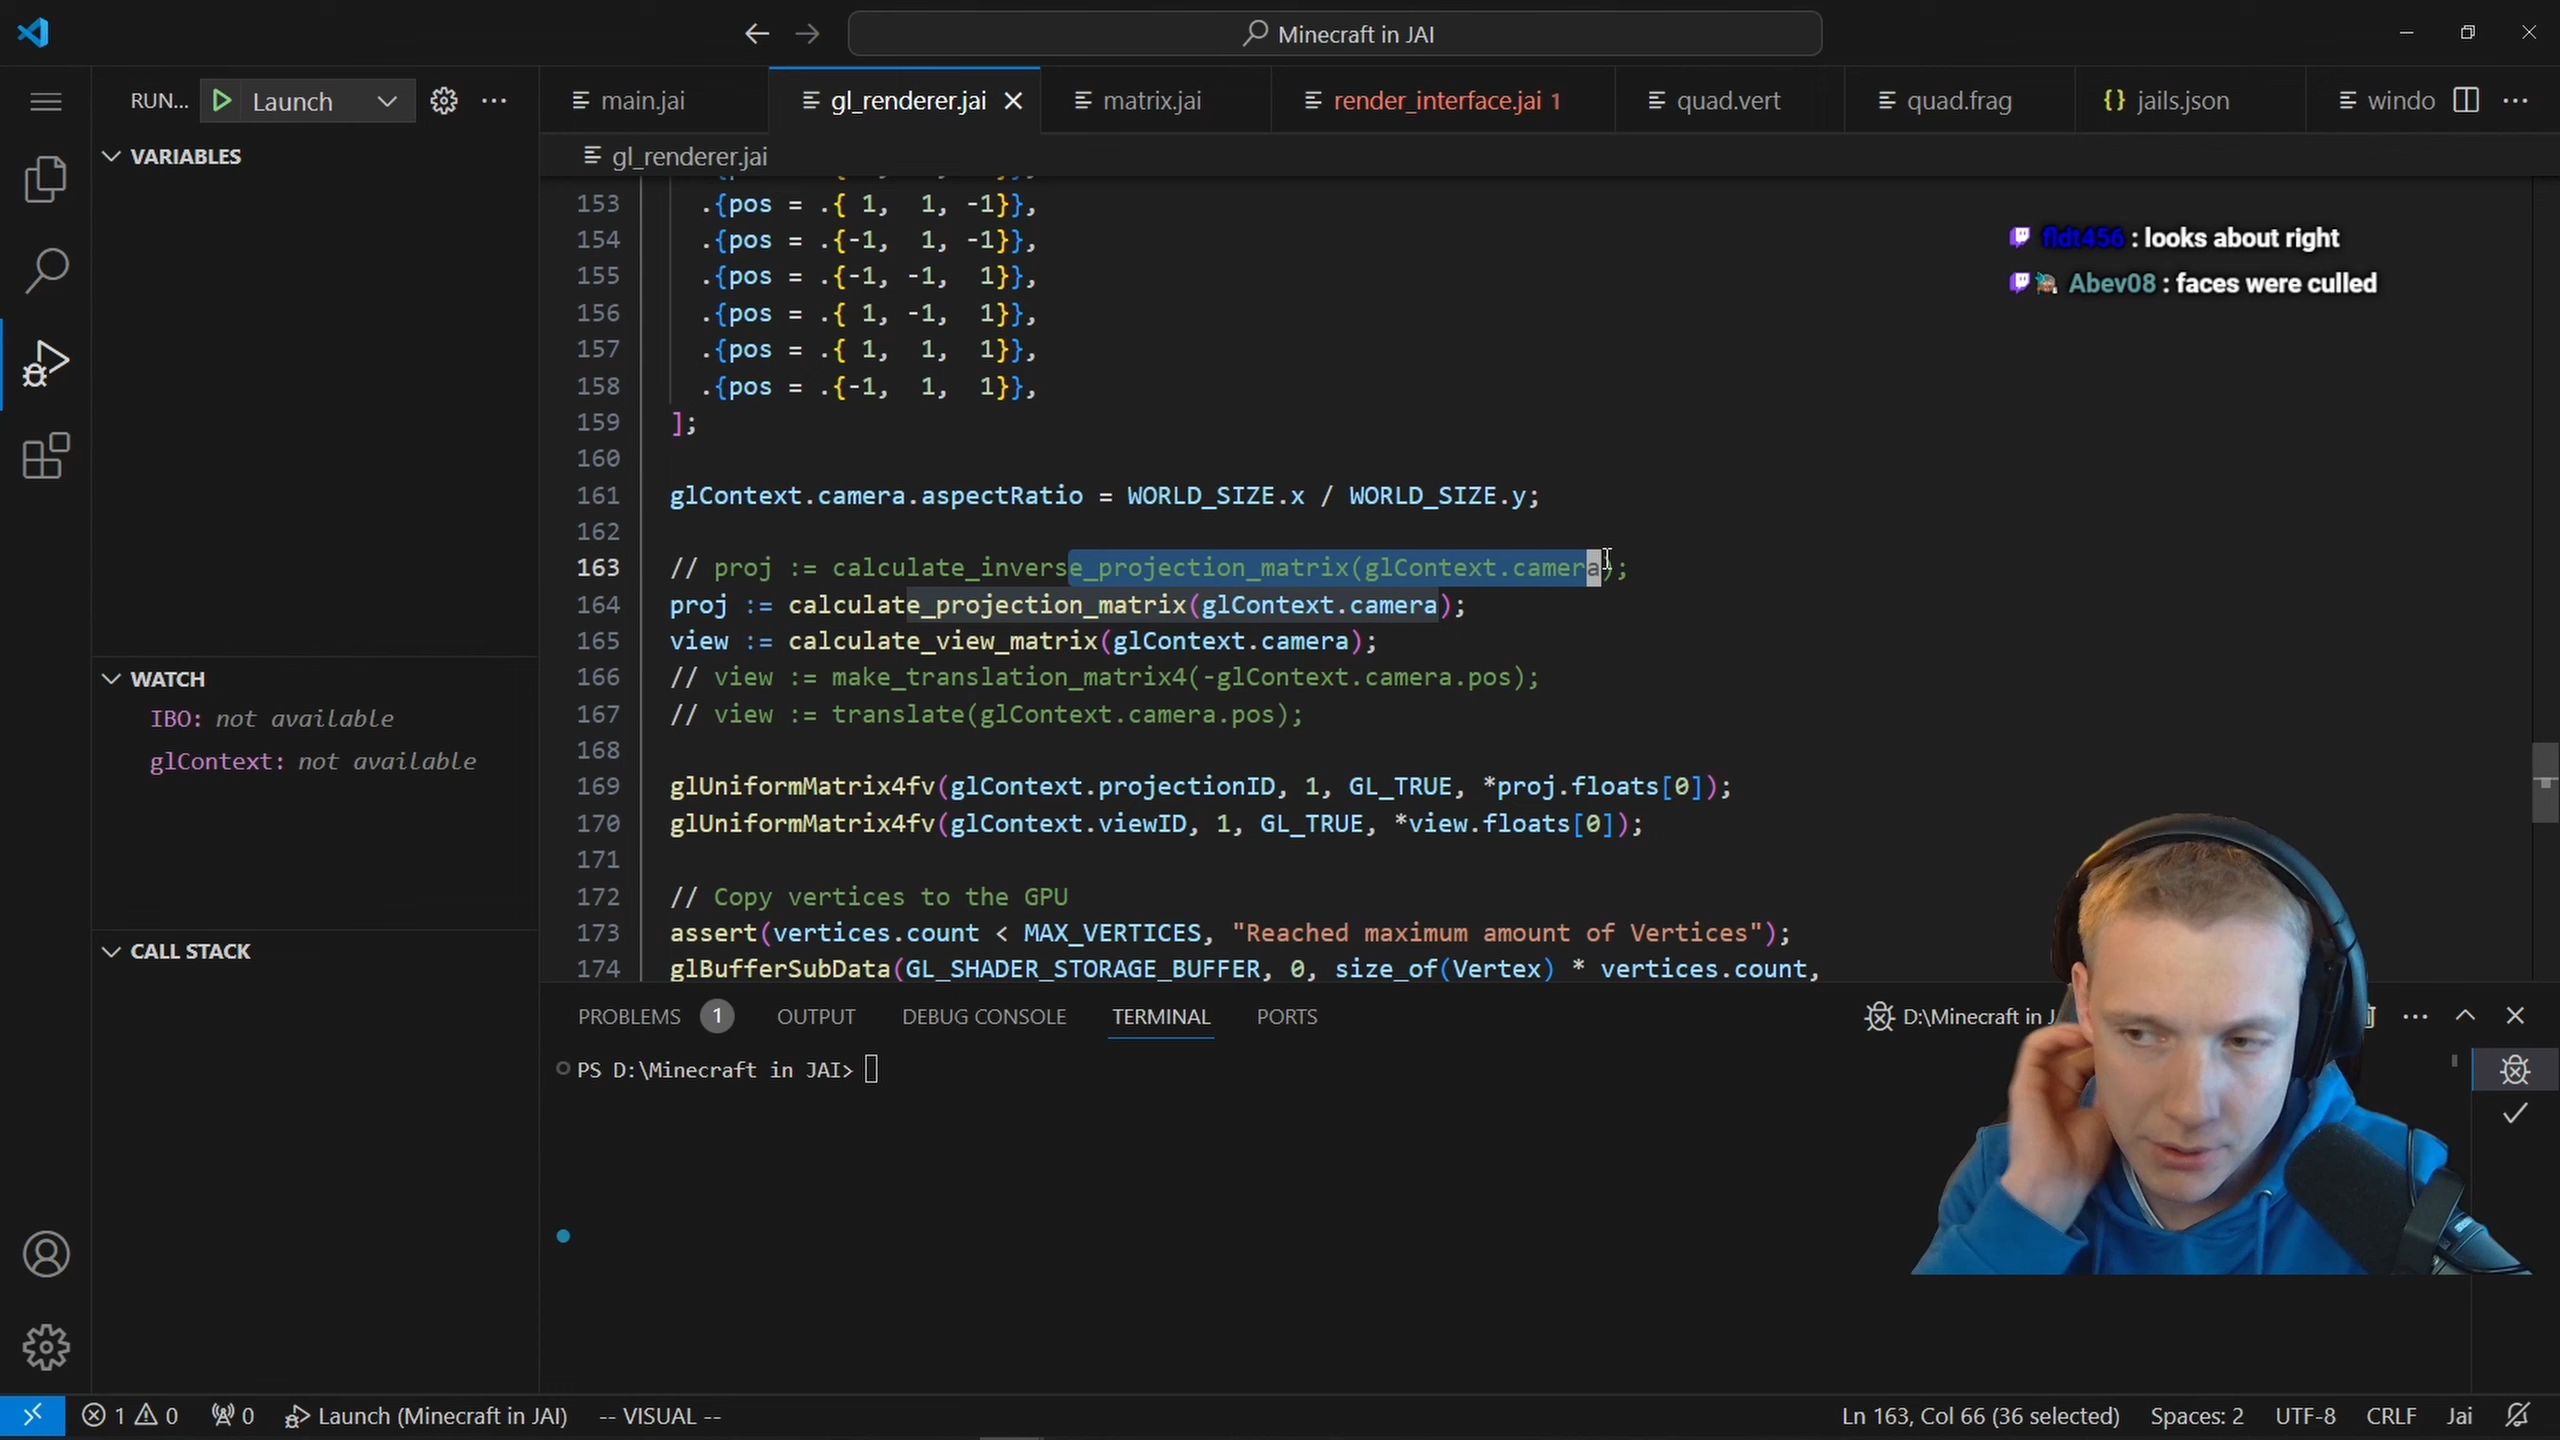 Minecraft in JAI
RUN... Launch
main.jai
gl_renderer.jai
matrix.jai
render_interface.jai 1
quad.vert
quad.frag
{} jails.json
windo
VARIABLES
gl_renderer.jai
153 .{pos = .{ 1, 1, -1}},
154 .{pos = .{-1, 1, -1}},
155 .{pos = .{-1, -1, 1}},
156 .{pos = .{ 1, -1, 1}},
157 .{pos = .{ 1, 1, 1}},
158 .{pos = .{-1, 1, 1}},
159 ];
160
161 glContext.camera.aspectRatio = WORLD_SIZE.x / WORLD_SIZE.y;
162
163 // proj := calculate_inverse_projection_matrix(glContext.camera);
164 proj := calculate_projection_matrix(glContext.camera);
165 view := calculate_view_matrix(glContext.camera);
166 // view := make_translation_matrix4(-glContext.camera.pos);
167 // view := translate(glContext.camera.pos);
168
169 glUniformMatrix4fv(glContext.projectionID, 1, GL_TRUE, *proj.floats[0]);
170 glUniformMatrix4fv(glContext.viewID, 1, GL_TRUE, *view.floats[0]);
171
172 // Copy vertices to the GPU
173 assert(vertices.count < MAX_VERTICES, "Reached maximum amount of Vertices");
174 glBufferSubData(GL_SHADER_STORAGE_BUFFER, 0, size_of(Vertex) * vertices.count,
fldt456 : looks about right
Abev08 : faces were culled
WATCH
IBO: not available
glContext: not available
CALL STACK
PROBLEMS 1 OUTPUT DEBUG CONSOLE TERMINAL PORTS
D:\Minecraft in J
PS D:\Minecraft in JAI>
1 0 0 Launch (Minecraft in JAI) -- VISUAL --
Ln 163, Col 66 (36 selected) Spaces: 2 UTF-8 CRLF Jai